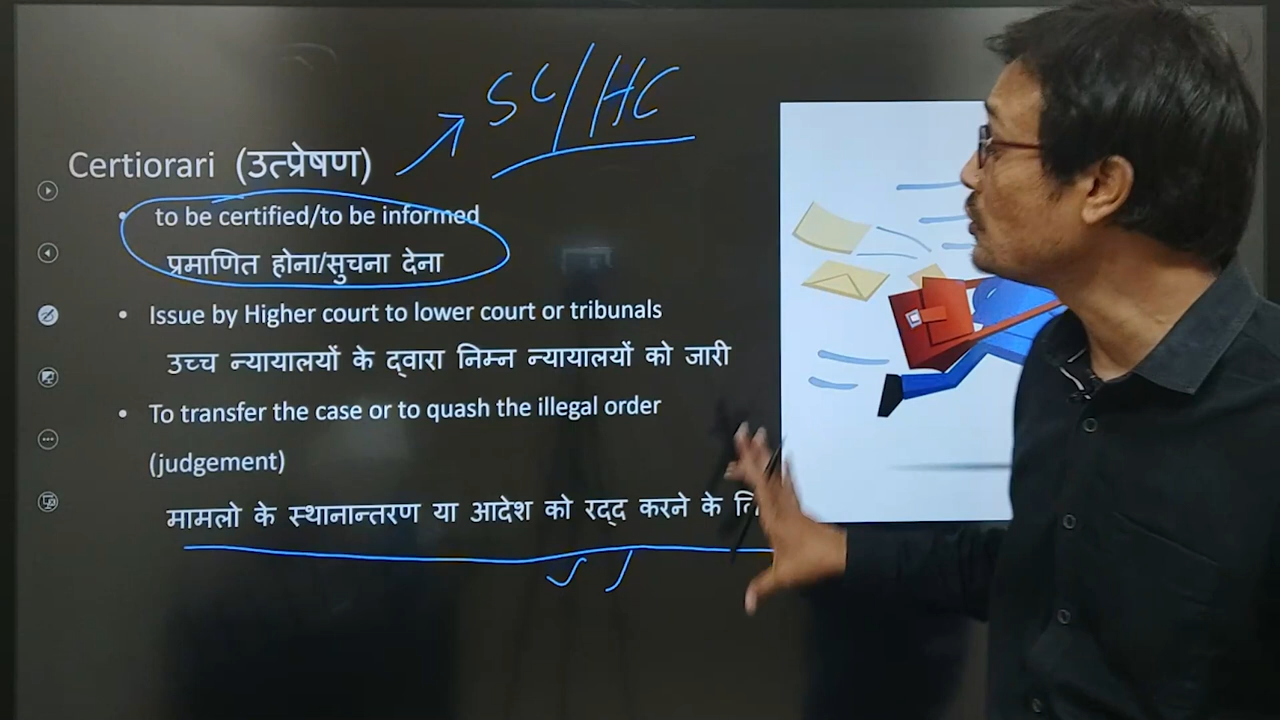 SC/HC
Certiorari (उत्प्रेषण)
to be certified/to be informed
प्रमाणित होना/सुचना देना
Issue by Higher court to lower court or tribunals
उच्च न्यायालयों के द्वारा निम्न न्यायालयों को जारी
To transfer the case or to quash the illegal order
(judgement)
मामलो के स्थानान्तरण या आदेश को रद्द करने के